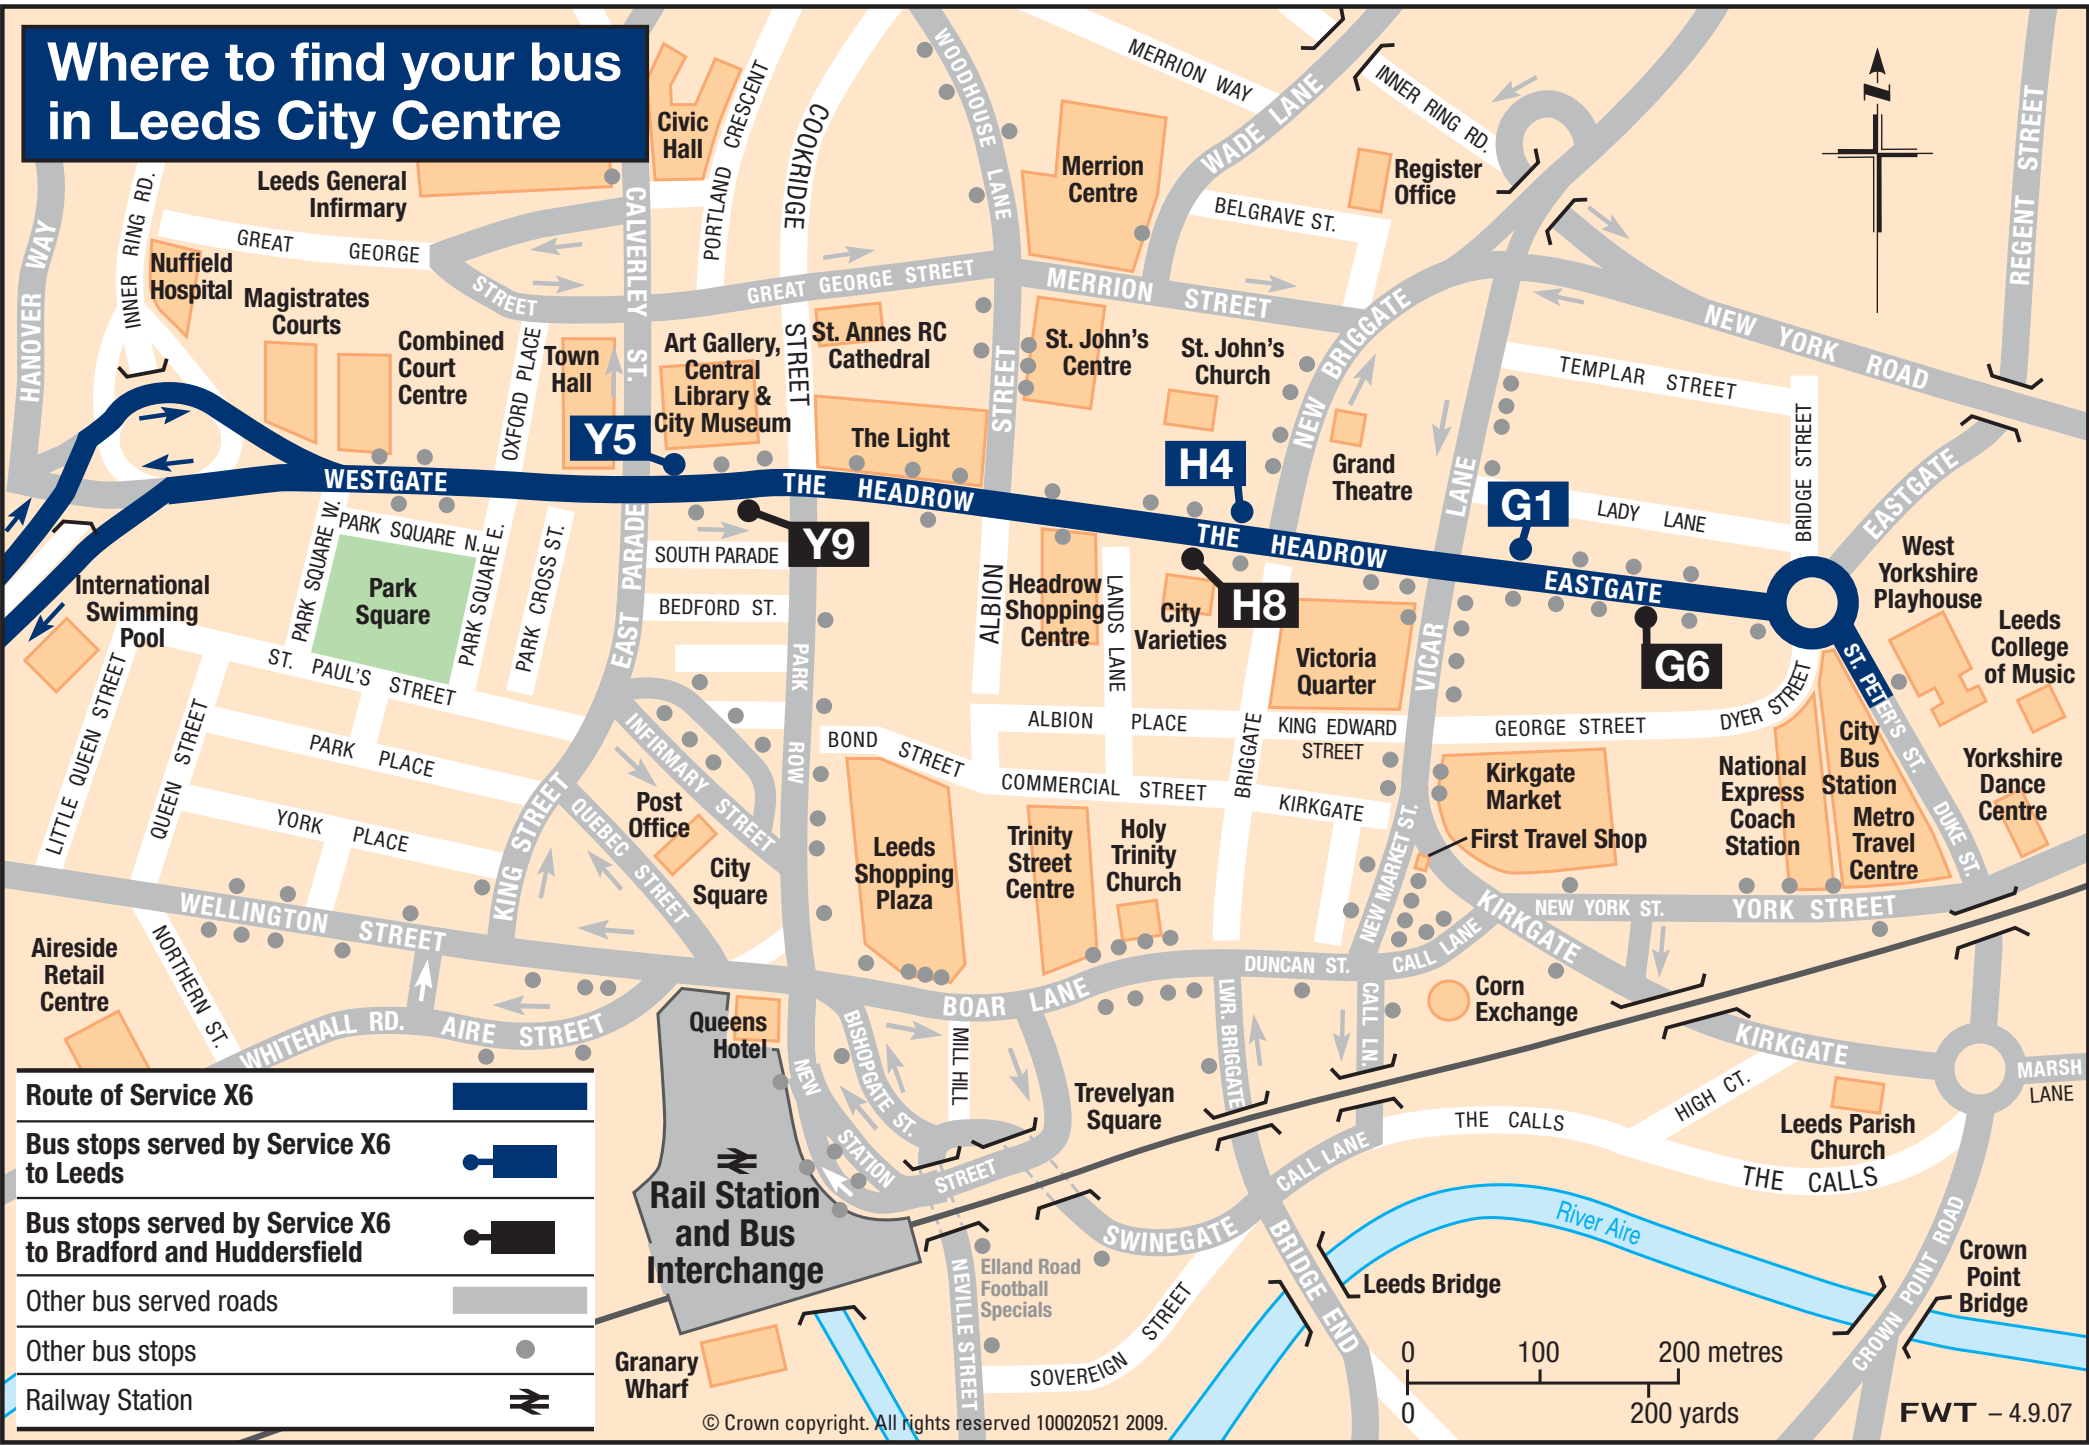 Where to find your bus
in Leeds City Centre
Civic
Hall
PORTLAND CRESCENT
COOKRIDGE
STREET
WOODHOUSE LANE
MERRION WAY
WADE LANE
INNER RING RD.
REGENT STREET
N
Merrion
Centre
Register
Office
BELGRAVE ST.
Leeds General
Infirmary
CALVERLEY ST.
HANOVER WAY
INNER RING RD.
GREAT GEORGE
STREET
GREAT GEORGE STREET
MERRION STREET
Nuffield
Hospital
Magistrates
Courts
Combined
Court
Centre
OXFORD PLACE
Town
Hall
Art Gallery,
Central
Library &
City Museum
St. Annes RC
Cathedral
The Light
STREET
St. John's
Centre
St. John's
Church
NEW BRIGGATE
Grand
Theatre
NEW YORK ROAD
TEMPLAR STREET
BRIDGE STREET
LADY LANE
EASTGATE
Y5
H4
G1
WESTGATE
THE HEADROW
THE HEADROW
EASTGATE
Y9
H8
G6
PARK SQUARE W.
PARK SQUARE N.
PARK SQUARE E.
PARK CROSS ST.
Park
Square
EAST PARADE
SOUTH PARADE
BEDFORD ST.
International
Swimming
Pool
ST. PAUL'S STREET
ALBION
Headrow
Shopping
Centre
LANDS LANE
City
Varieties
Victoria
Quarter
VICAR LANE
West
Yorkshire
Playhouse
Leeds
College
of Music
ST. PETER'S ST.
DYER STREET
GEORGE STREET
KING EDWARD
STREET
ALBION PLACE
BRIGGATE
PARK ROW
BOND STREET
COMMERCIAL STREET
KIRKGATE
LITTLE QUEEN STREET
QUEEN STREET
PARK PLACE
YORK PLACE
KING STREET
INFIRMARY STREET
QUEBEC STREET
Post
Office
City
Square
Leeds
Shopping
Plaza
Trinity
Street
Centre
Holy
Trinity
Church
NEW MARKET ST.
Kirkgate
Market
First Travel Shop
National
Express
Coach
Station
City
Bus
Station
Metro
Travel
Centre
Yorkshire
Dance
Centre
DUKE ST.
WELLINGTON STREET
NORTHERN ST.
Aireside
Retail
Centre
WHITEHALL RD.
AIRE STREET
Queens
Hotel
BOAR LANE
DUNCAN ST.
CALL LANE
KIRKGATE
NEW YORK ST.
YORK STREET
Corn
Exchange
LWR. BRIGGATE
CALL LN.
NEW STATION STREET
BISHOPGATE ST.
MILL HILL
Trevelyan
Square
KIRKGATE
MARSH
LANE
HIGH CT.
THE CALLS
THE CALLS
Leeds Parish
Church
CALL LANE
SWINEGATE
Rail Station
and Bus
Interchange
Elland Road
Football
Specials
NEVILLE STREET
SOVEREIGN STREET
BRIDGE END
River Aire
Leeds Bridge
Crown
Point
Bridge
CROWN POINT ROAD
Granary
Wharf
Route of Service X6
Bus stops served by Service X6
to Leeds
Bus stops served by Service X6
to Bradford and Huddersfield
Other bus served roads
Other bus stops
Railway Station
0 100 200 metres
0 200 yards
© Crown copyright. All rights reserved 100020521 2009.
FWT – 4.9.07